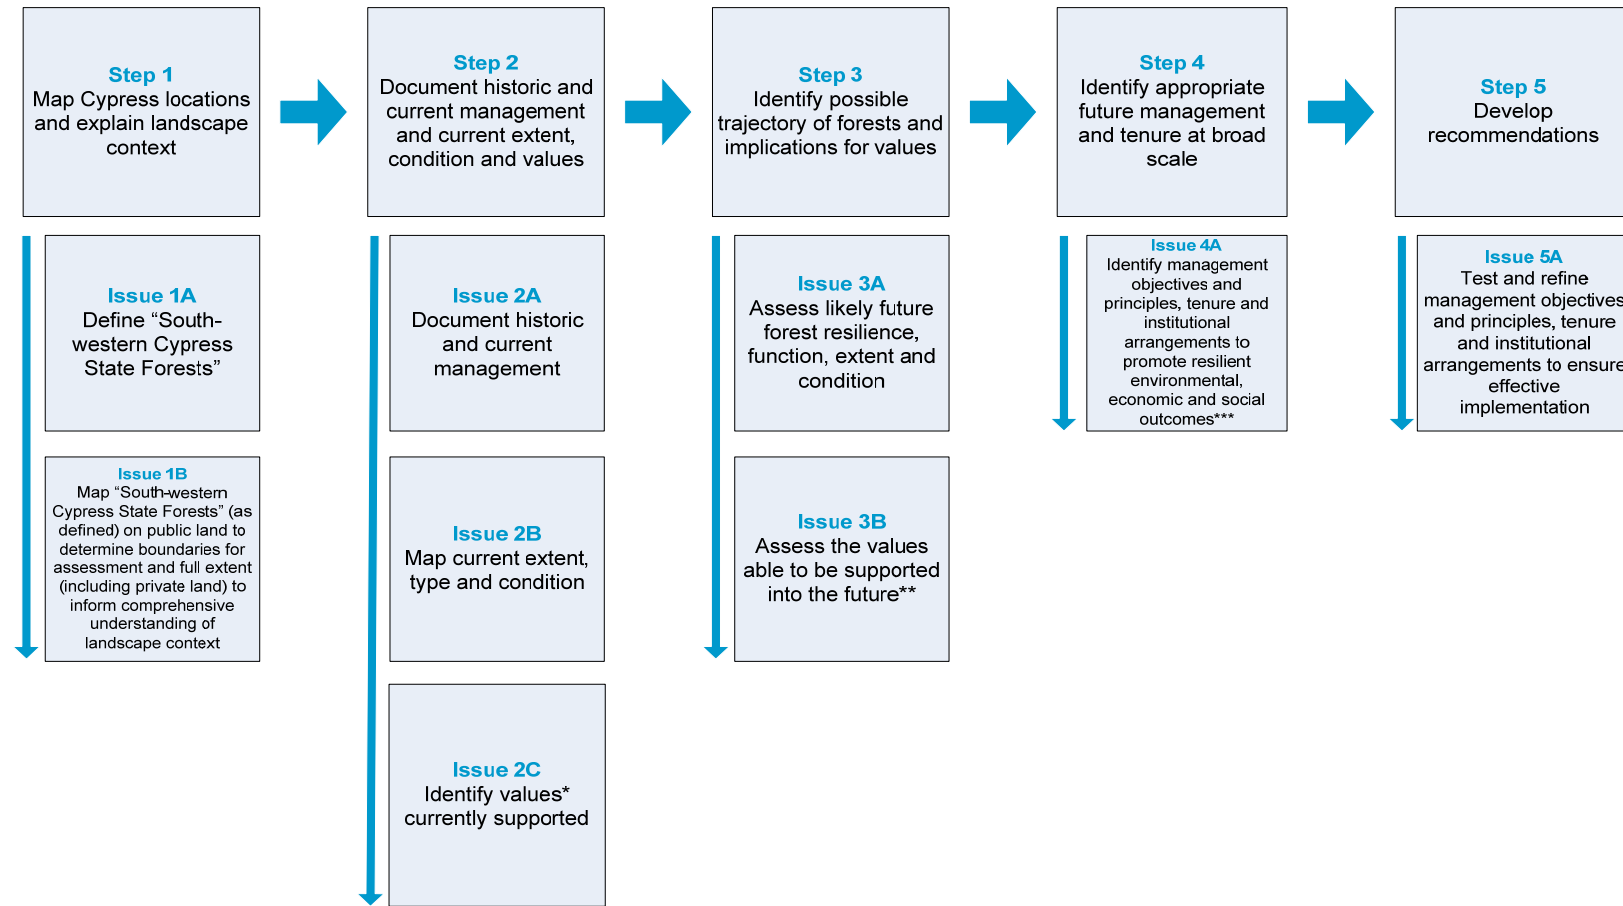 Step 1
Map Cypress locations
and explain landscape
context
Step 2
Document historic and
current management
and current extent,
condition and values
Step 3
Identify possible
trajectory of forests and
implications for values
Step 4
Identify appropriate
future management
and tenure at broad
scale
Step 5
Develop
recommendations
Issue 1A
Define “South-
western Cypress
State Forests”
Issue 1B
Map “South-western
Cypress State Forests” (as
defined) on public land to
determine boundaries for
assessment and full extent
(including private land) to
inform comprehensive
understanding of
landscape context
Issue 2A
Document historic
and current
management
Issue 2B
Map current extent,
type and condition
Issue 2C
Identify values*
currently supported
Issue 3A
Assess likely future
forest resilience,
function, extent and
condition
Issue 3B
Assess the values
able to be supported
into the future**
Issue 4A
Identify management
objectives and
principles, tenure and
institutional
arrangements to
promote resilient
environmental,
economic and social
outcomes***
Issue 5A
Test and refine
management objectives
and principles, tenure
and institutional
arrangements to ensure
effective
implementation